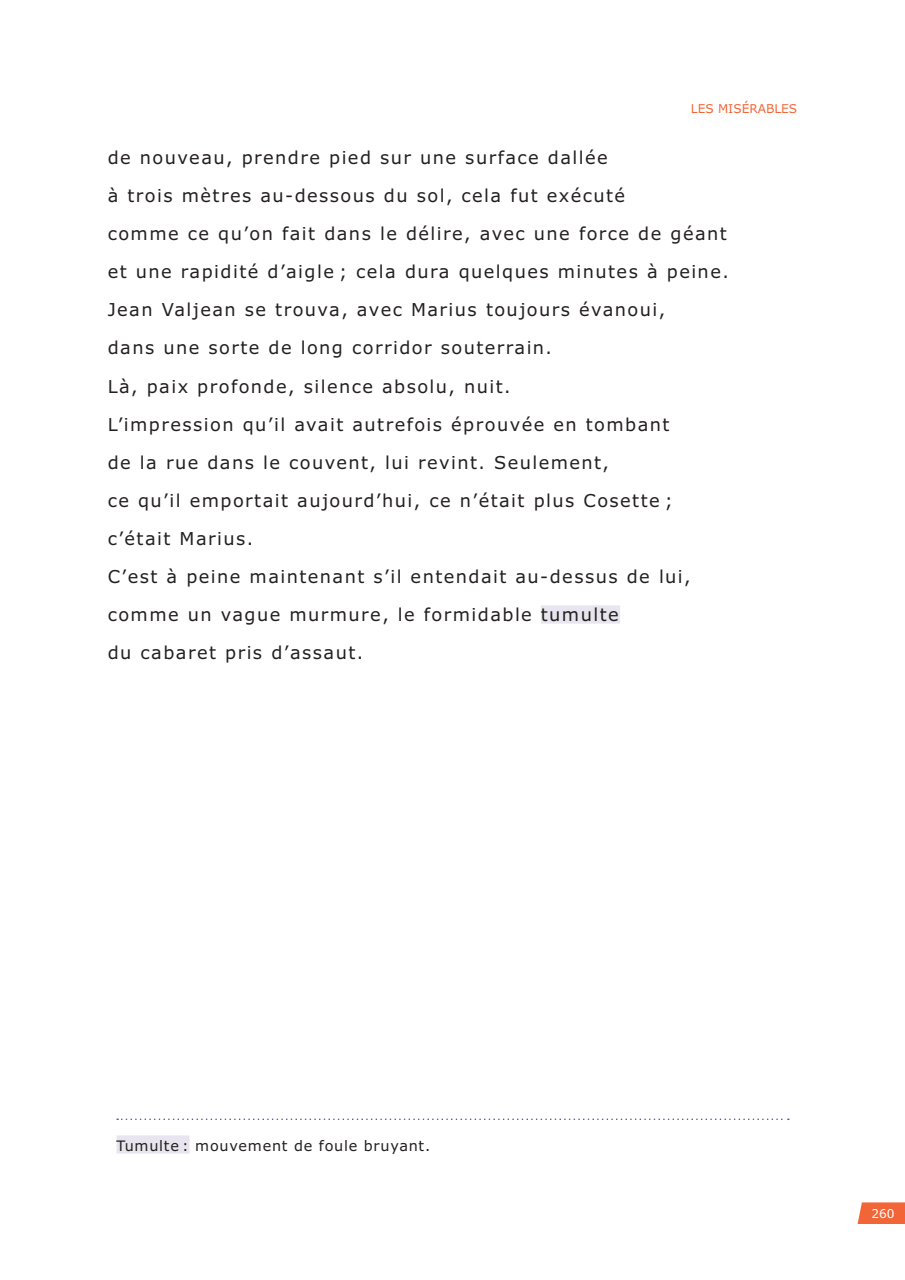 LES MISÉRABLES
de nouveau, prendre pied sur une surface dallée
à trois mètres au-dessous du sol, cela fut exécuté
comme ce qu’on fait dans le délire, avec une force de géant
et une rapidité d’aigle ; cela dura quelques minutes à peine.
Jean Valjean se trouva, avec Marius toujours évanoui,
dans une sorte de long corridor souterrain.
Là, paix profonde, silence absolu, nuit.
L’impression qu’il avait autrefois éprouvée en tombant
de la rue dans le couvent, lui revint. Seulement,
ce qu’il emportait aujourd’hui, ce n’était plus Cosette ;
c’était Marius.
C’est à peine maintenant s’il entendait au-dessus de lui,
comme un vague murmure, le formidable tumulte
du cabaret pris d’assaut.
Tumulte : mouvement de foule bruyant.
260